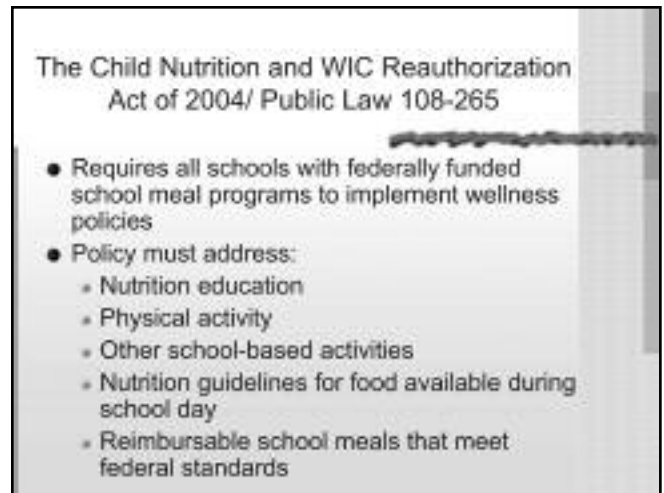 The Child Nutrition and WIC Reauthorization
Act of 2004/ Public Law 108-265
● Requires all schools with federally funded
school meal programs to implement wellness
policies
● Policy must address:
Nutrition education
Physical activity
Other school-based activities
Nutrition guidelines for food available during
school day
Reimbursable school meals that meet
federal standards